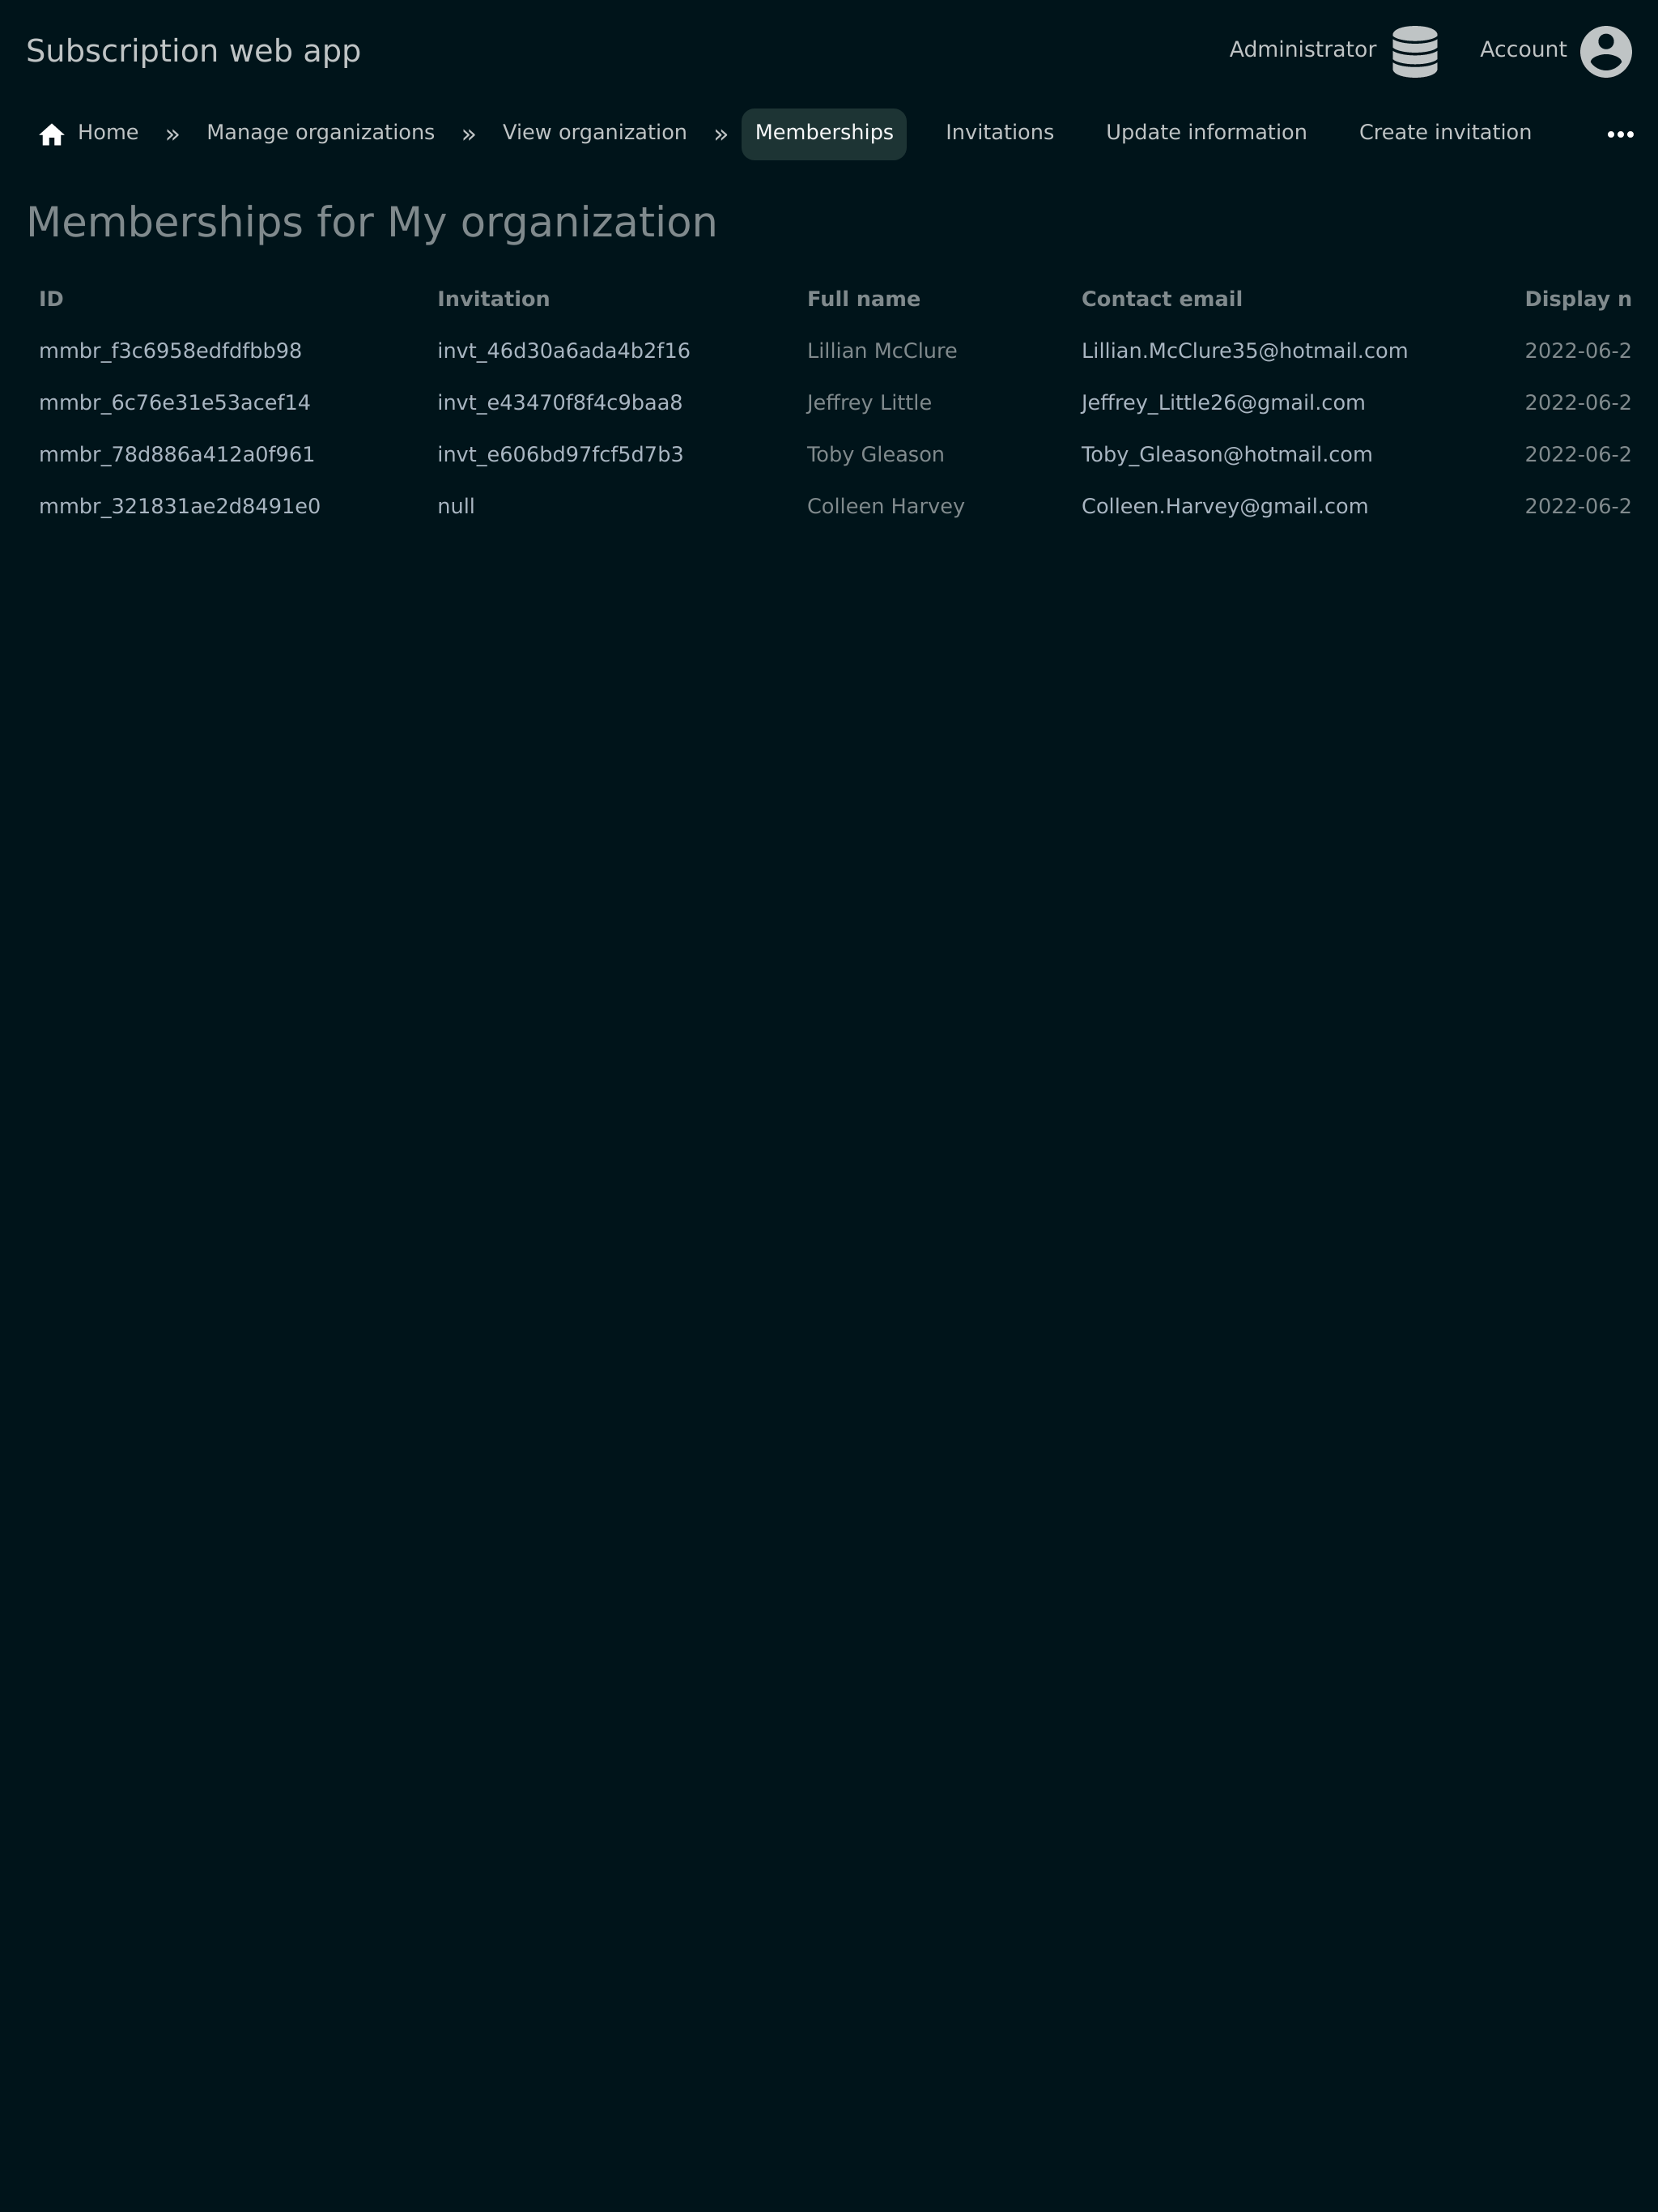 Subscription web app Administrator Account
Home » Manage organizations » View organization » Memberships Invitations Update information Create invitation •••
Memberships for My organization
ID Invitation Full name Contact email Display n
mmbr_f3c6958edfdfbb98 invt_46d30a6ada4b2f16 Lillian McClure Lillian.McClure35@hotmail.com 2022-06-2
mmbr_6c76e31e53acef14 invt_e43470f8f4c9baa8 Jeffrey Little Jeffrey_Little26@gmail.com 2022-06-2
mmbr_78d886a412a0f961 invt_e606bd97fcf5d7b3 Toby Gleason Toby_Gleason@hotmail.com 2022-06-2
mmbr_321831ae2d8491e0 null Colleen Harvey Colleen.Harvey@gmail.com 2022-06-2